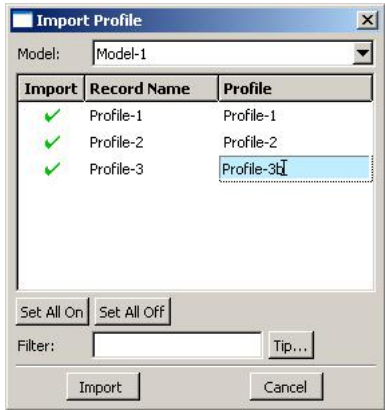 Import Profile
Model: Model-1
Import Record Name Profile
Profile-1 Profile-1
Profile-2 Profile-2
Profile-3 Profile-3b
Set All On Set All Off
Filter: Tip...
Import Cancel